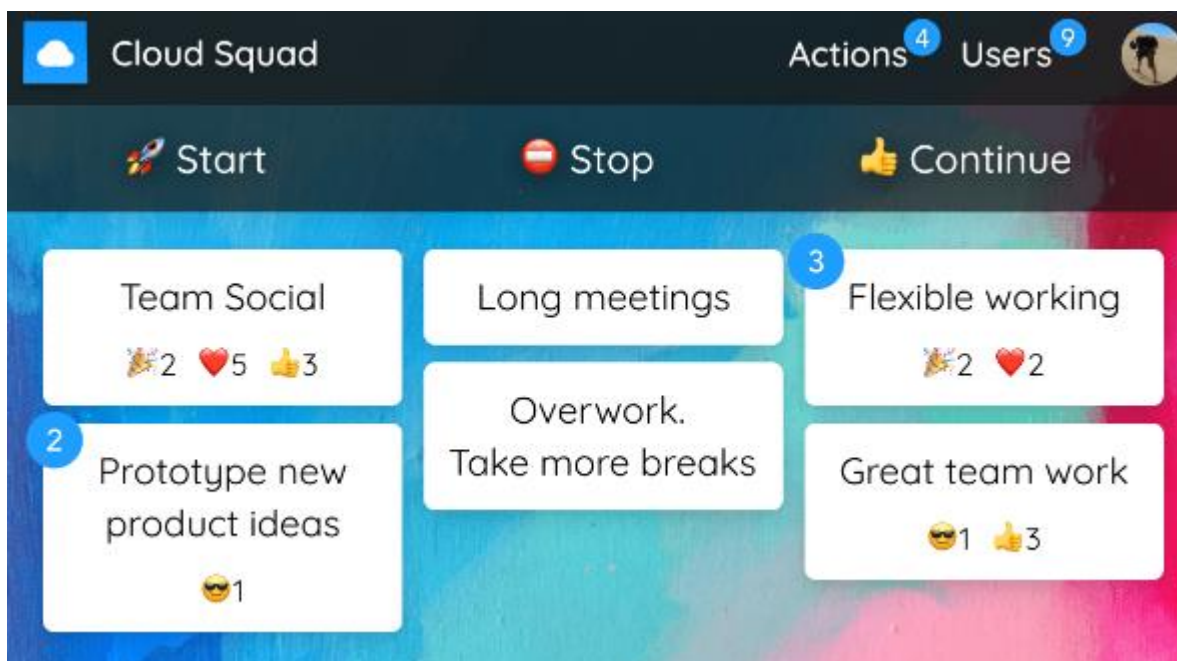 Cloud Squad
Actions 4 Users 9
🚀 Start
⛔ Stop
👍 Continue
Team Social
🎉2 ❤️5 👍3
2
Prototype new
product ideas
😎1
Long meetings
Overwork.
Take more breaks
3
Flexible working
🎉2 ❤️2
Great team work
😎1 👍3